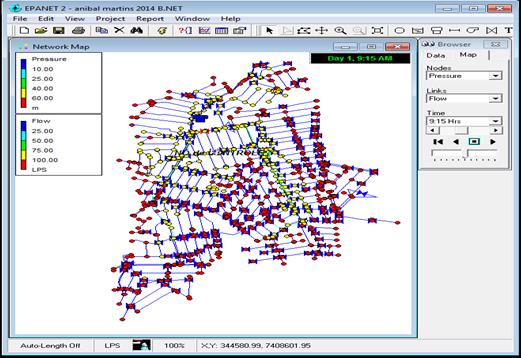 EPANET 2 - anibal martins 2014 B.NET
File Edit View Project Report Window Help
Network Map
Day 1, 9:15 AM
Pressure
10.00
25.00
40.00
60.00
m
Flow
25.00
50.00
75.00
100.00
LPS
Browser
Data Map
Nodes
Pressure
Links
Flow
Time
9:15 Hrs
Auto-Length Off LPS 100% X,Y: 344580.99, 7408601.95